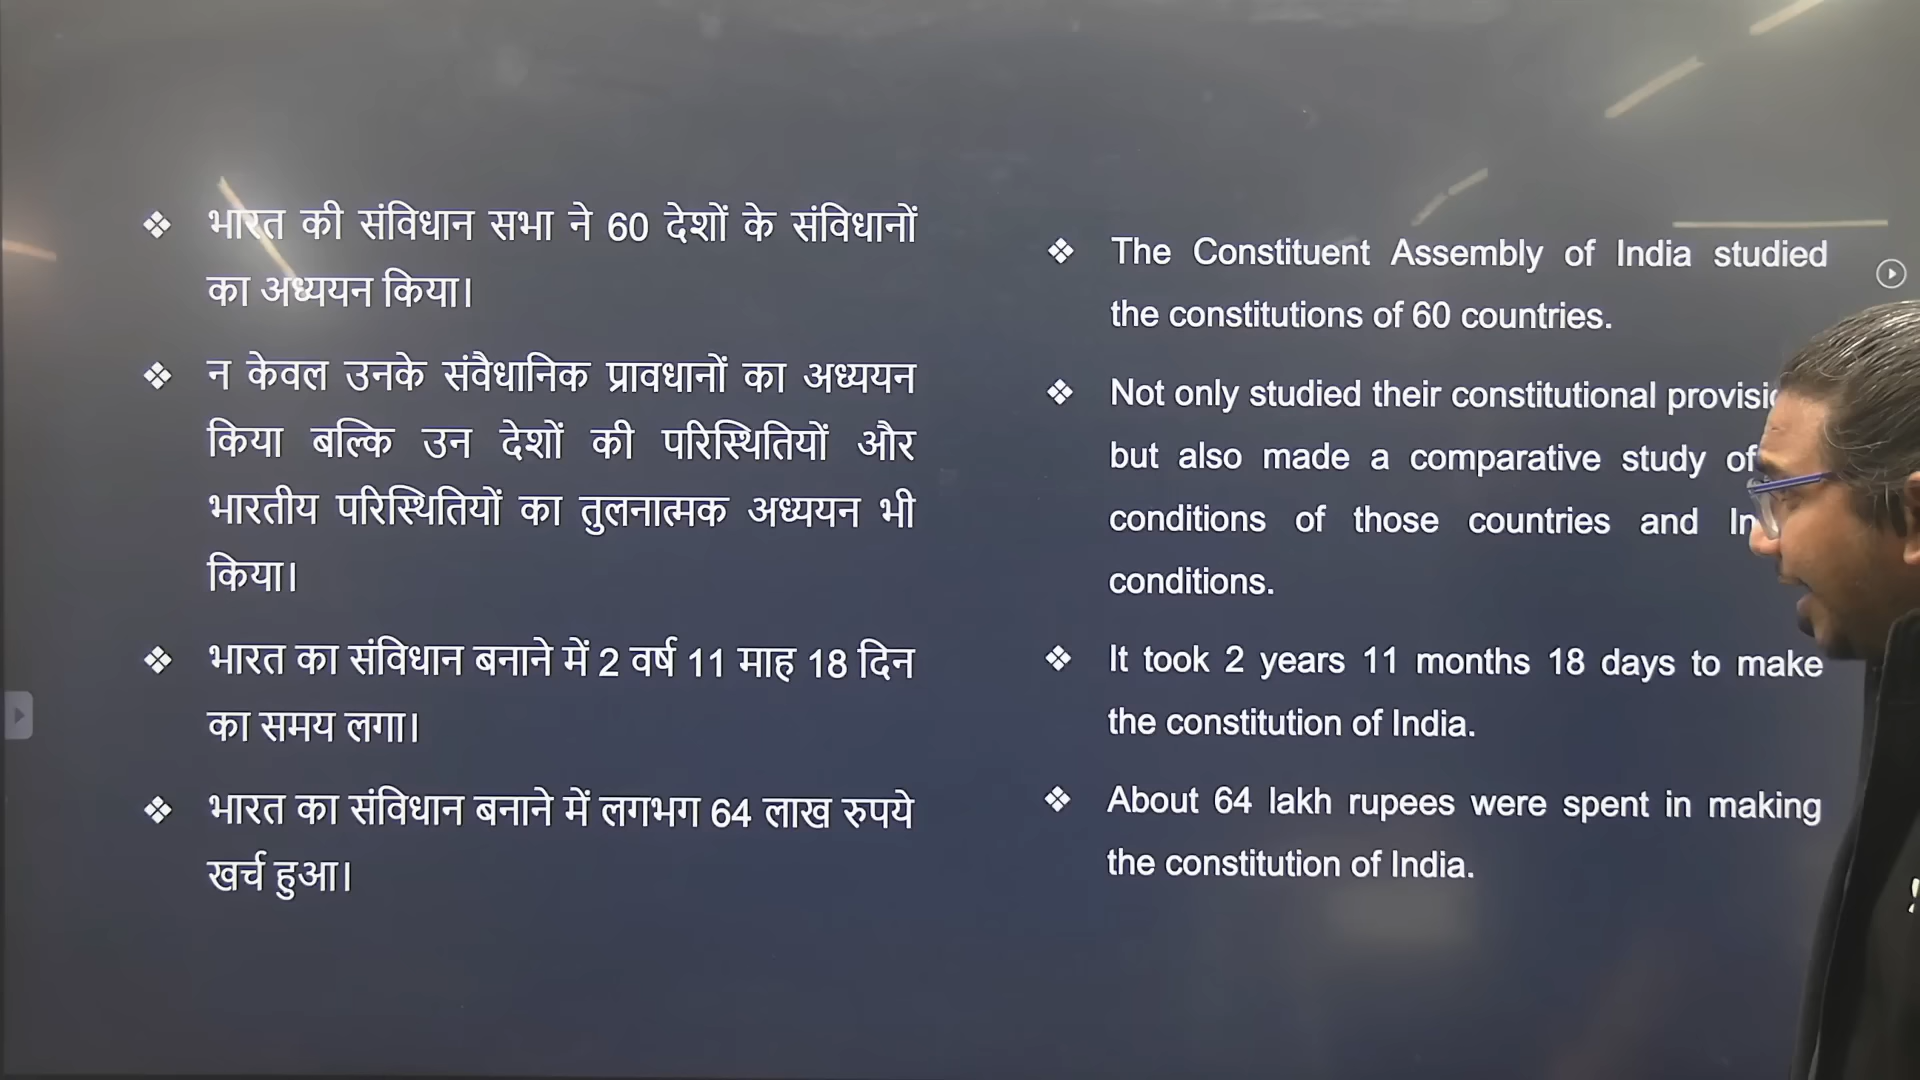 ❖ भारत की संविधान सभा ने 60 देशों के संविधानों
का अध्ययन किया।
❖ न केवल उनके संवैधानिक प्रावधानों का अध्ययन
किया बल्कि उन देशों की परिस्थितियों और
भारतीय परिस्थितियों का तुलनात्मक अध्ययन भी
किया।
❖ भारत का संविधान बनाने में 2 वर्ष 11 माह 18 दिन
का समय लगा।
❖ भारत का संविधान बनाने में लगभग 64 लाख रुपये
खर्च हुआ।
❖ The Constituent Assembly of India studied
the constitutions of 60 countries.
❖ Not only studied their constitutional
but also made a comparative study of
conditions of those countries and
conditions.
❖ It took 2 years 11 months 18 days to make
the constitution of India.
❖ About 64 lakh rupees were spent in making
the constitution of India.